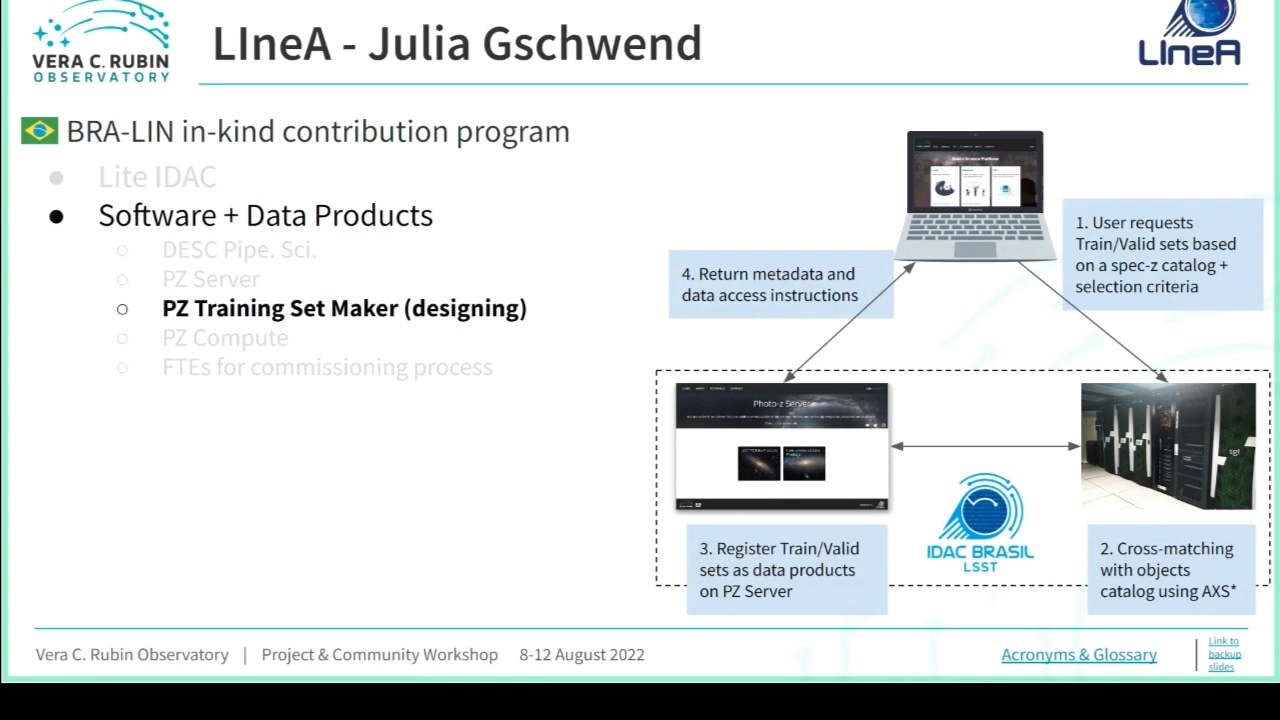 VERA C. RUBIN
OBSERVATORY
LIneA - Julia Gschwend
LIneA
BRA-LIN in-kind contribution program
Lite IDAC
Software + Data Products
DESC Pipe. Sci.
PZ Server
PZ Training Set Maker (designing)
PZ Compute
FTEs for commissioning process
1. User requests
Train/Valid sets based
on a spec-z catalog +
selection criteria
4. Return metadata and
data access instructions
Photo-z Server
sgi
IDAC BRASIL
LSST
3. Register Train/Valid
sets as data products
on PZ Server
2. Cross-matching
with objects
catalog using AXS*
Vera C. Rubin Observatory | Project & Community Workshop 8-12 August 2022
Acronyms & Glossary
Link to
backup
slides